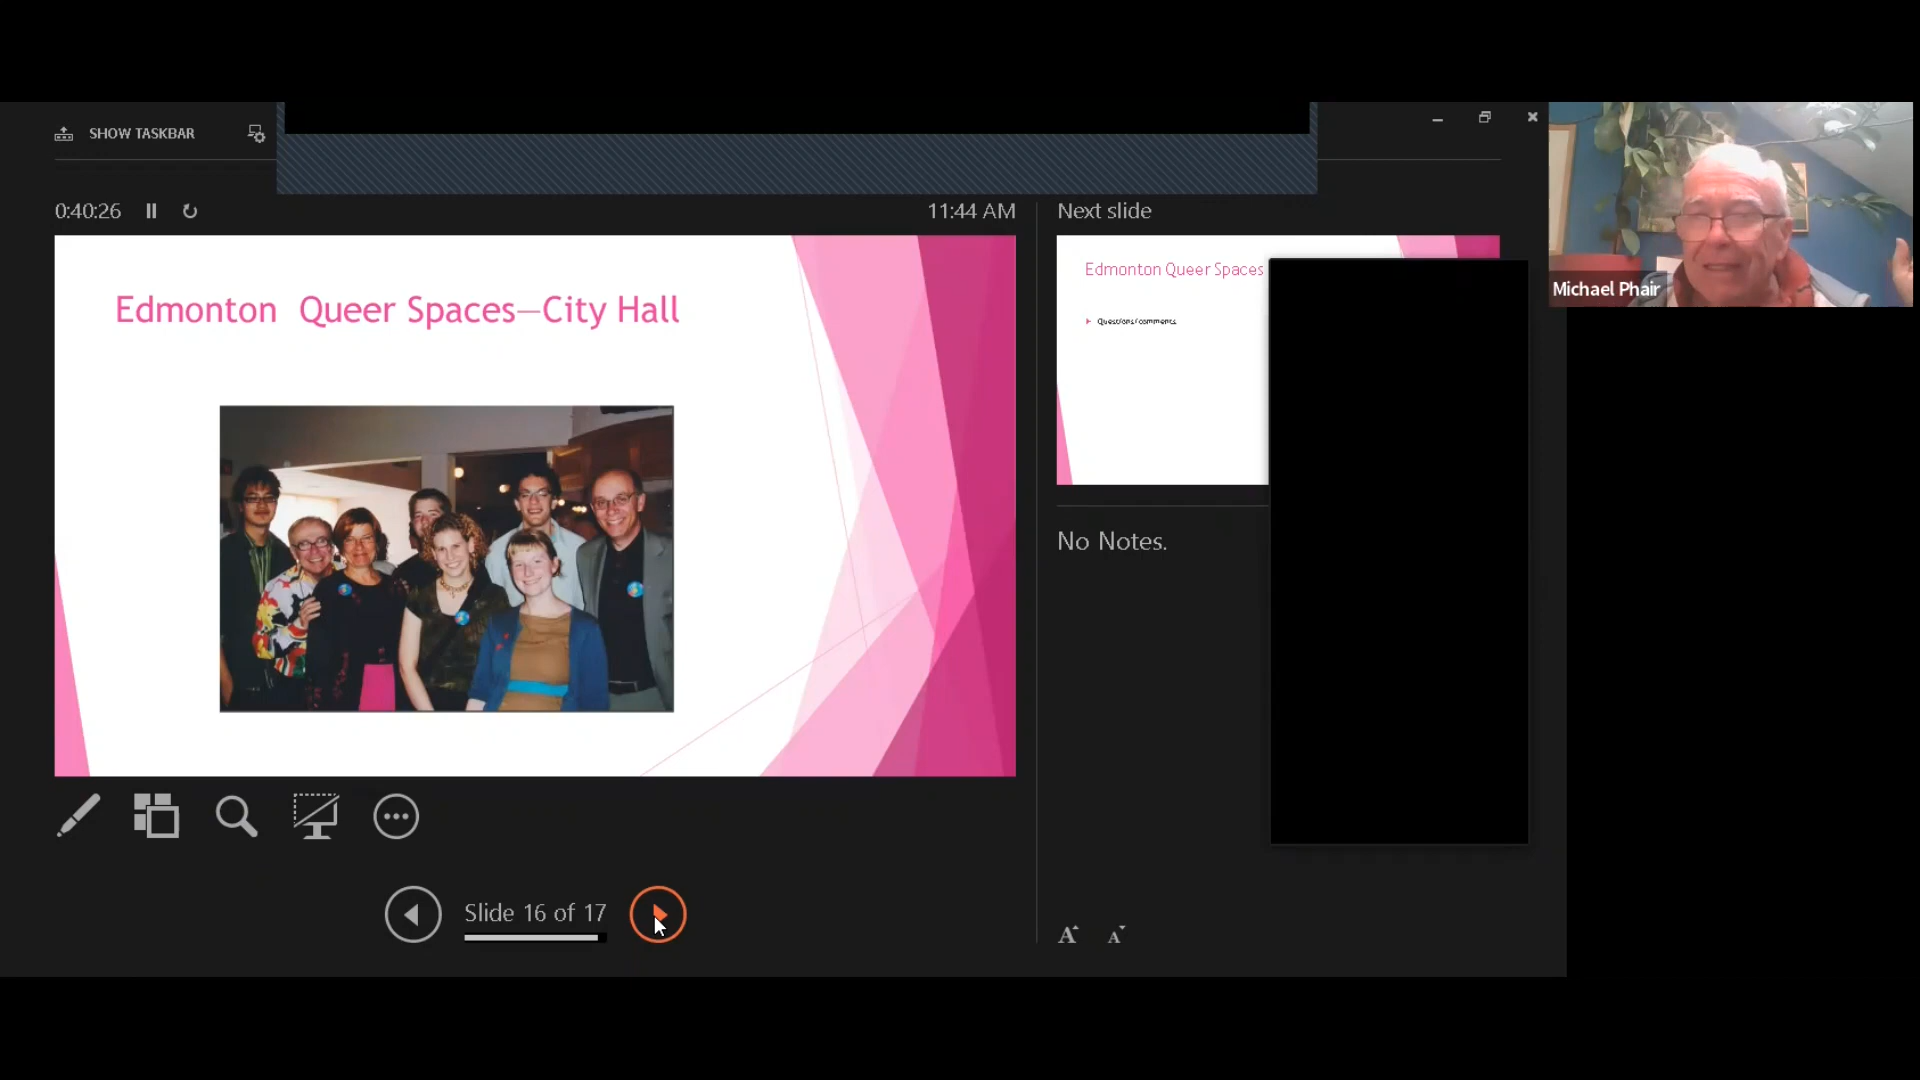 SHOW TASKBAR
0:40:26
11:44 AM
Next slide
Edmonton  Queer Spaces—City Hall
Edmonton Queer Spaces
Questions/comments
Michael Phair
No Notes.
Slide 16 of 17
A A